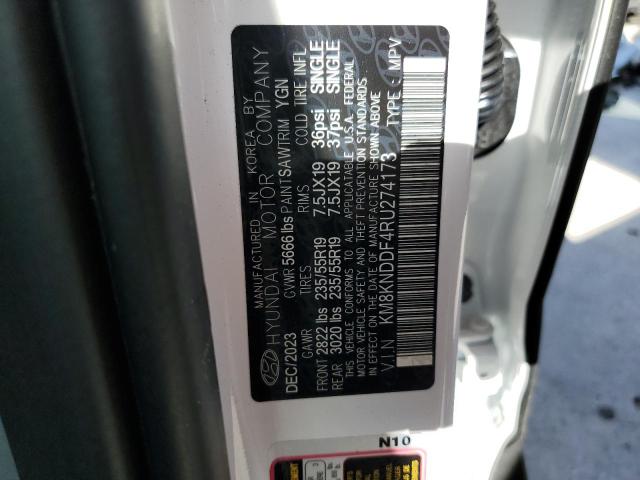 MANUFACTURED IN KOREA BY
HYUNDAI MOTOR COMPANY
DEC/2023 GVWR 5666 lbs PAINT SAW TRIM YGN
GAWR TIRES RIMS COLD TIRE INFL
FRONT 2822 lbs 235/55R19 7.5JX19 36psi SINGLE
REAR 3020 lbs 235/55R19 7.5JX19 37psi SINGLE
THIS VEHICLE CONFORMS TO ALL APPLICATABLE U.S.A. FEDERAL
MOTOR VEHICLE SAFETY AND THEFT PREVENTION STANDARDS
IN EFFECT ON THE DATE OF MANUFACTURE SHOWN ABOVE
V.I.N : KM8KNDDF4RU274173 TYPE : MPV
N10